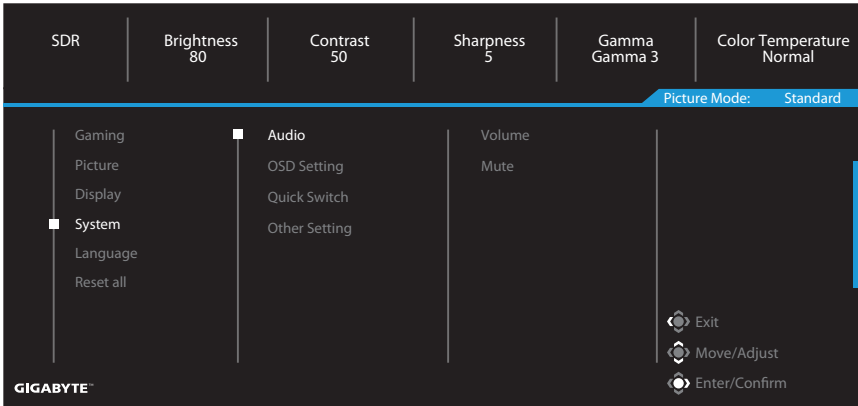 SDR
Brightness
80
Contrast
50
Sharpness
5
Gamma
Gamma 3
Color Temperature
Normal
Picture Mode: Standard
Gaming
Picture
Display
System
Language
Reset all
Audio
OSD Setting
Quick Switch
Other Setting
Volume
Mute
Exit
Move/Adjust
Enter/Confirm
GIGABYTE™